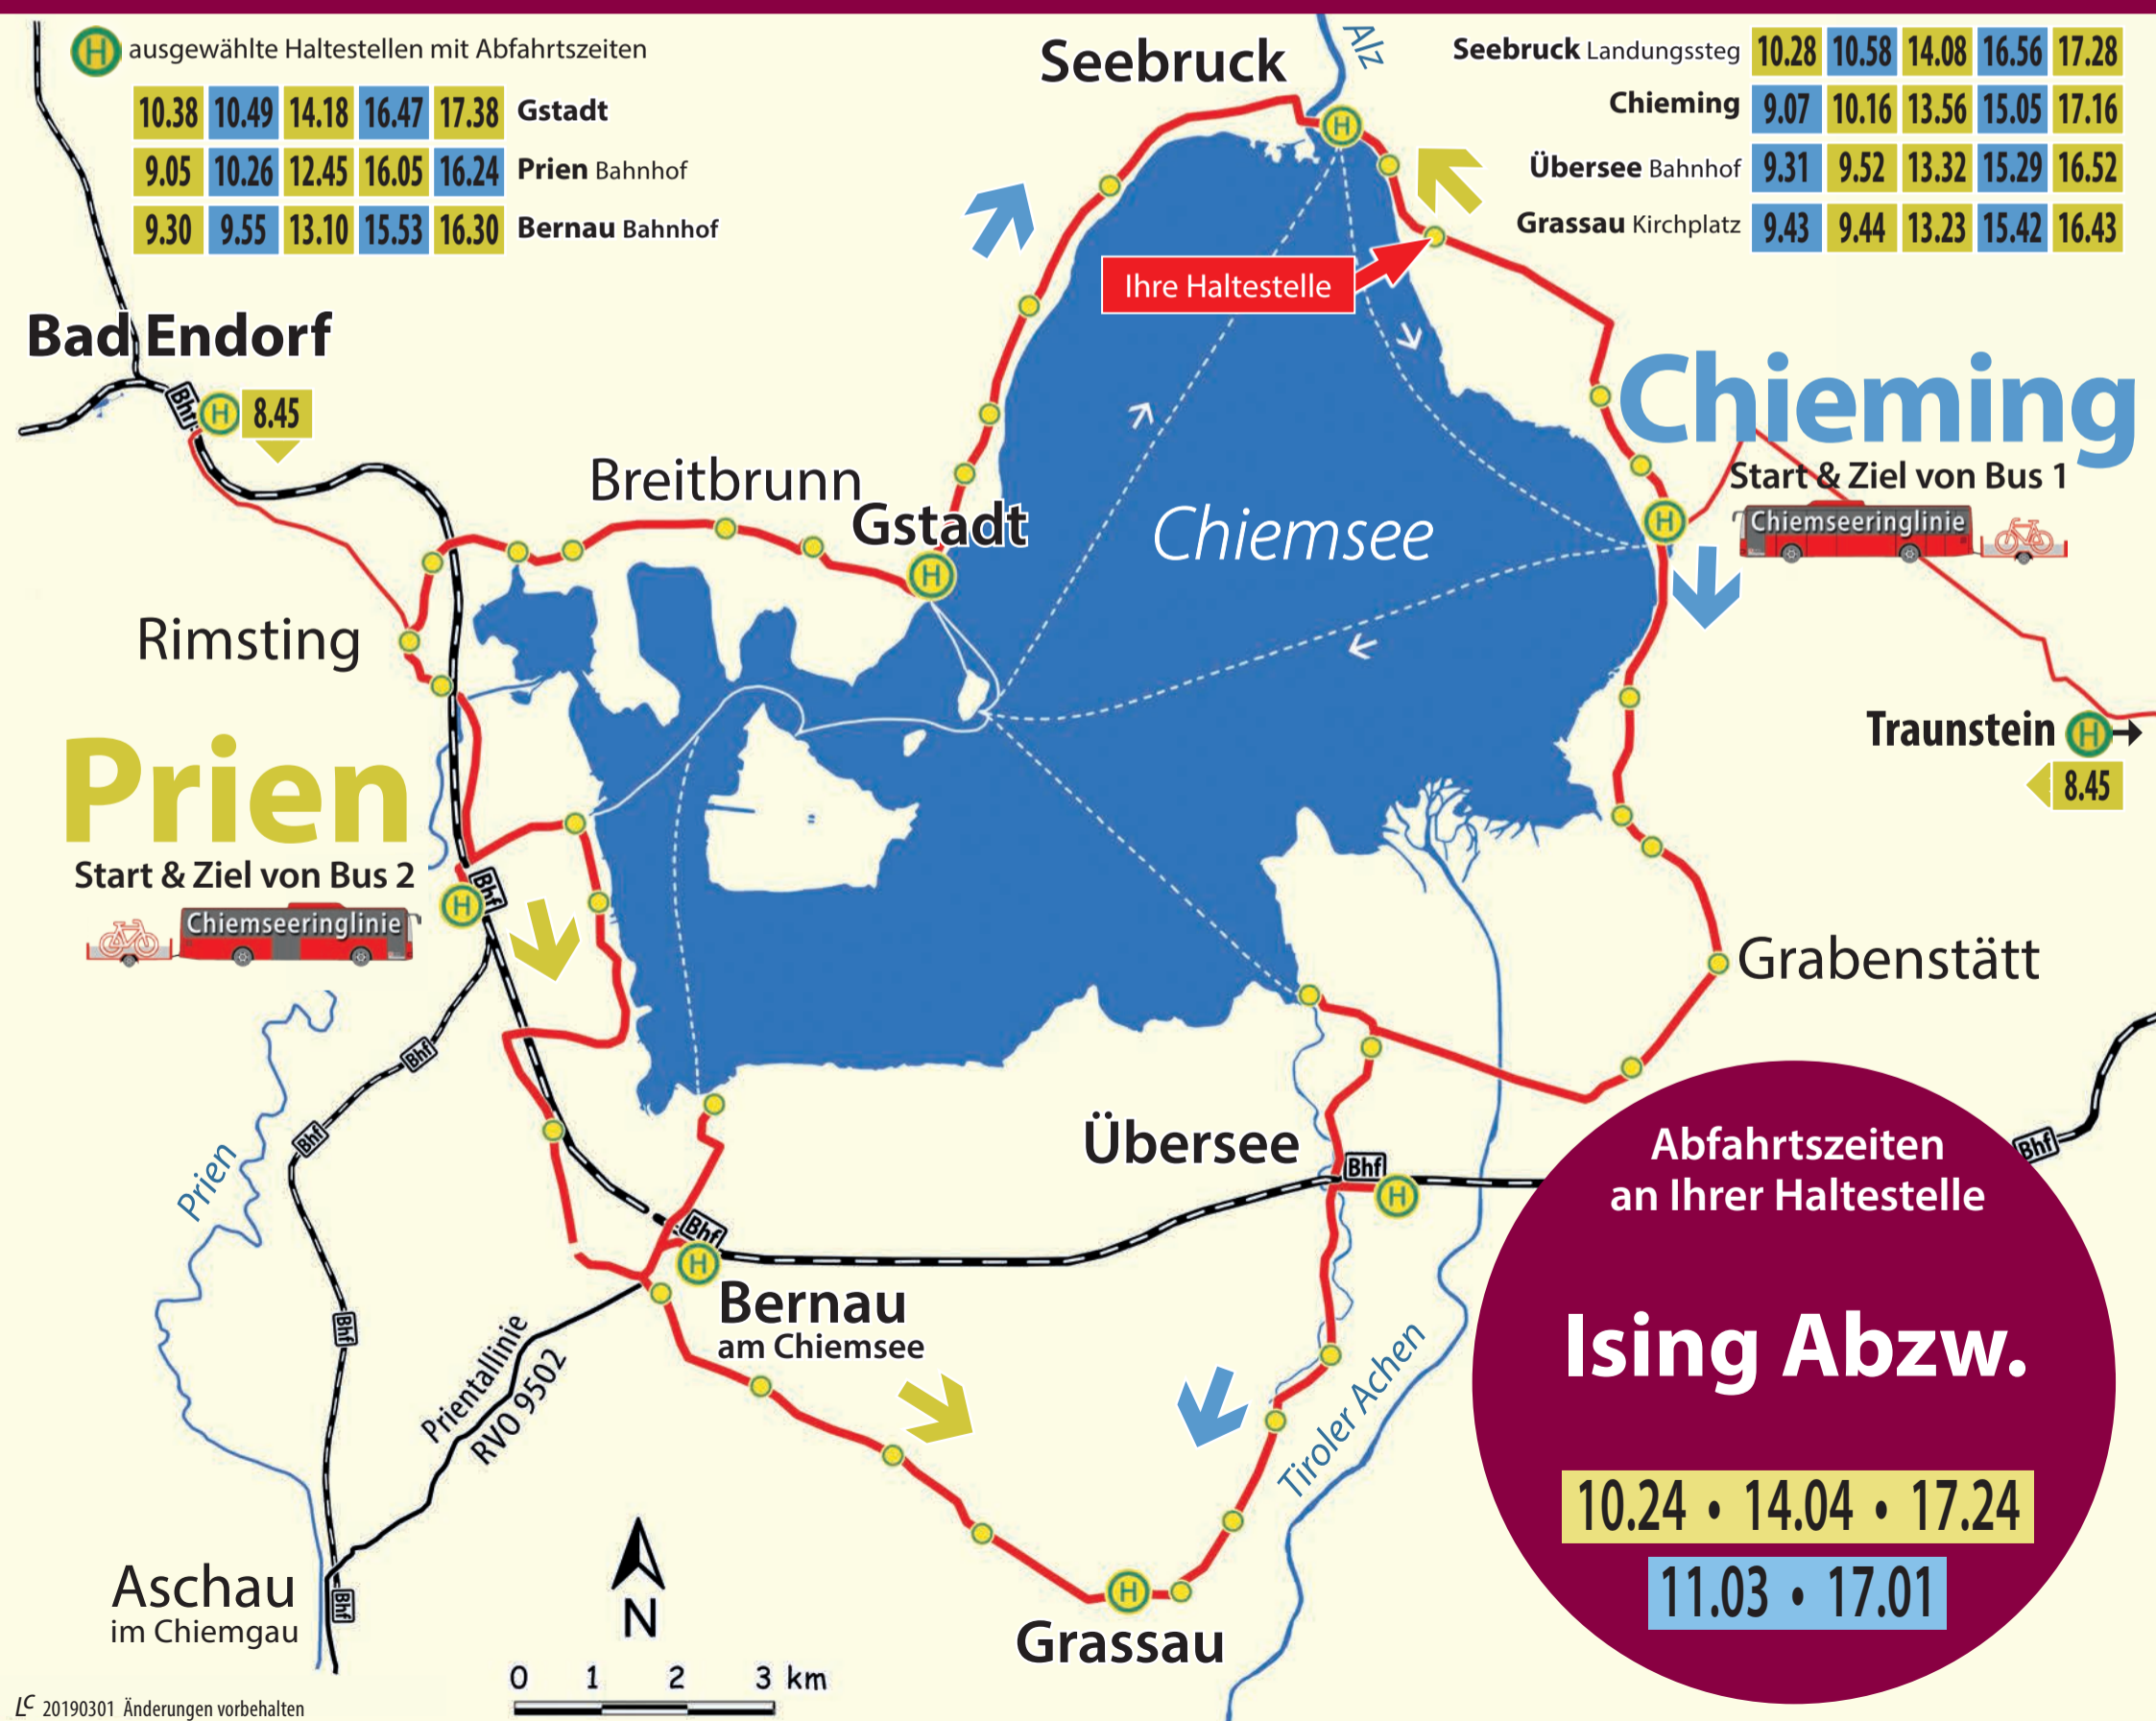 H ausgewählte Haltestellen mit Abfahrtszeiten
10.38 10.49 14.18 16.47 17.38 Gstadt
9.05 10.26 12.45 16.05 16.24 Prien Bahnhof
9.30 9.55 13.10 15.53 16.30 Bernau Bahnhof
Seebruck
Alz
Seebruck Landungssteg 10.28 10.58 14.08 16.56 17.28
Chieming 9.07 10.16 13.56 15.05 17.16
Übersee Bahnhof 9.31 9.52 13.32 15.29 16.52
Grassau Kirchplatz 9.43 9.44 13.23 15.42 16.43
H
Ihre Haltestelle
Bad Endorf
Bhf H 8.45
Chieming
Start & Ziel von Bus 1
H Chiemseeringlinie
Breitbrunn
Gstadt
H
Chiemsee
Rimsting
Traunstein H
8.45
Prien
Start & Ziel von Bus 2
Chiemseeringlinie
H Bhf
Grabenstätt
Bhf
Bhf
Prien
Übersee
Bhf
H
Bhf
Bhf
H
Bernau
am Chiemsee
Bhf
Prientallinie
RVO 9502
Tiroler Achen
Abfahrtszeiten
an Ihrer Haltestelle
Ising Abzw.
10.24 • 14.04 • 17.24
11.03 • 17.01
Aschau
im Chiemgau
Bhf
N
H
Grassau
0 1 2 3 km
LC 20190301 Änderungen vorbehalten